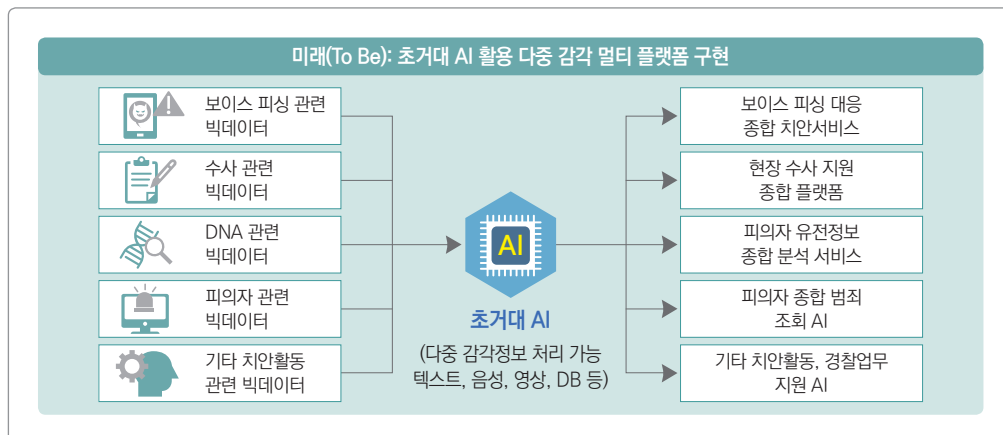 미래(To Be): 초거대 AI 활용 다중 감각 멀티 플랫폼 구현
보이스 피싱 관련
빅데이터
수사 관련
빅데이터
DNA 관련
빅데이터
피의자 관련
빅데이터
기타 치안활동
관련 빅데이터
AI
초거대 AI
(다중 감각정보 처리 가능
텍스트, 음성, 영상, DB 등)
보이스 피싱 대응
종합 치안서비스
현장 수사 지원
종합 플랫폼
피의자 유전정보
종합 분석 서비스
피의자 종합 범죄
조회 AI
기타 치안활동, 경찰업무
지원 AI